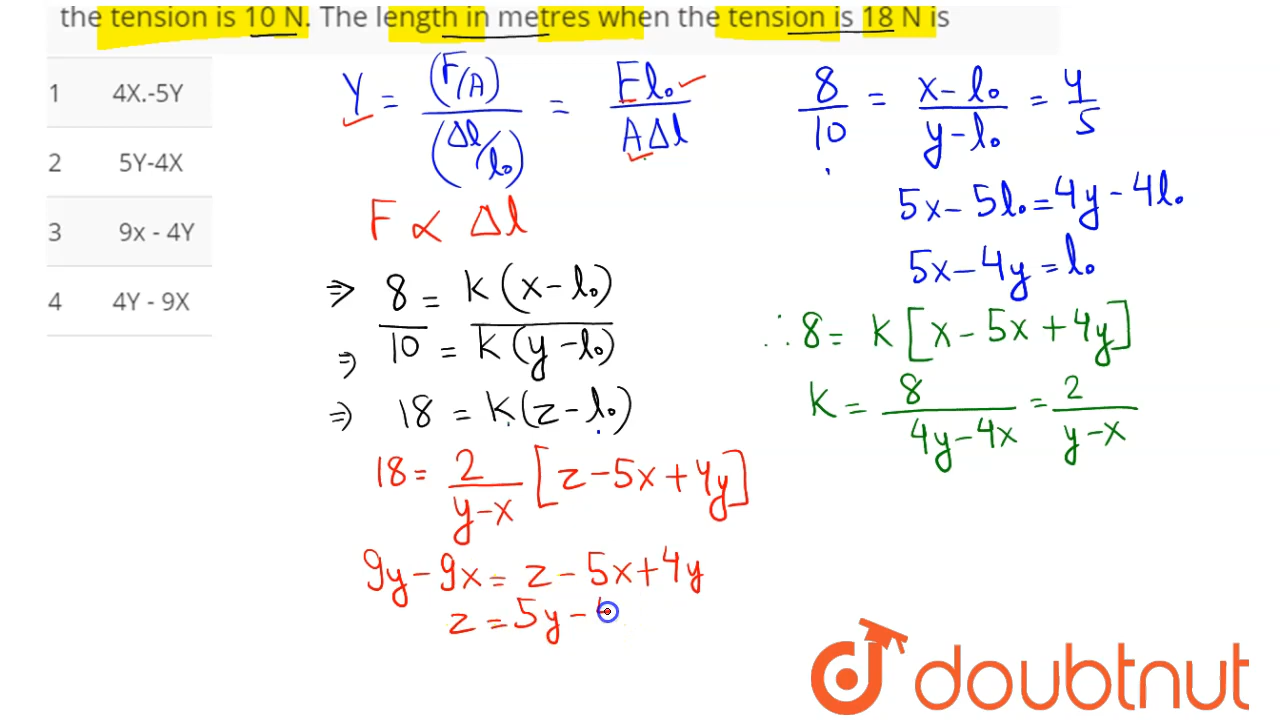 the tension is 10 N. The length in metres when the tension is 18 N is
1 4X.-5Y
2 5Y-4X
3 9x - 4Y
4 4Y - 9X
Y = (F/A) / (Δl/l₀) = Fl₀ / AΔl
F ∝ Δl
⇒ 8 = k(x-l₀)
⇒ 10 = k(y-l₀)
⇒ 18 = k(z-l₀)
18 = 2/(y-x) [z-5x+4y]
9y-9x = z-5x+4y
z = 5y-
8/10 = (x-l₀)/(y-l₀) = 4/5
5x-5l₀=4y-4l₀
5x-4y=l₀
∴ 8= k[x-5x+4y]
k = 8/(4y-4x) = 2/(y-x)
doubtnut